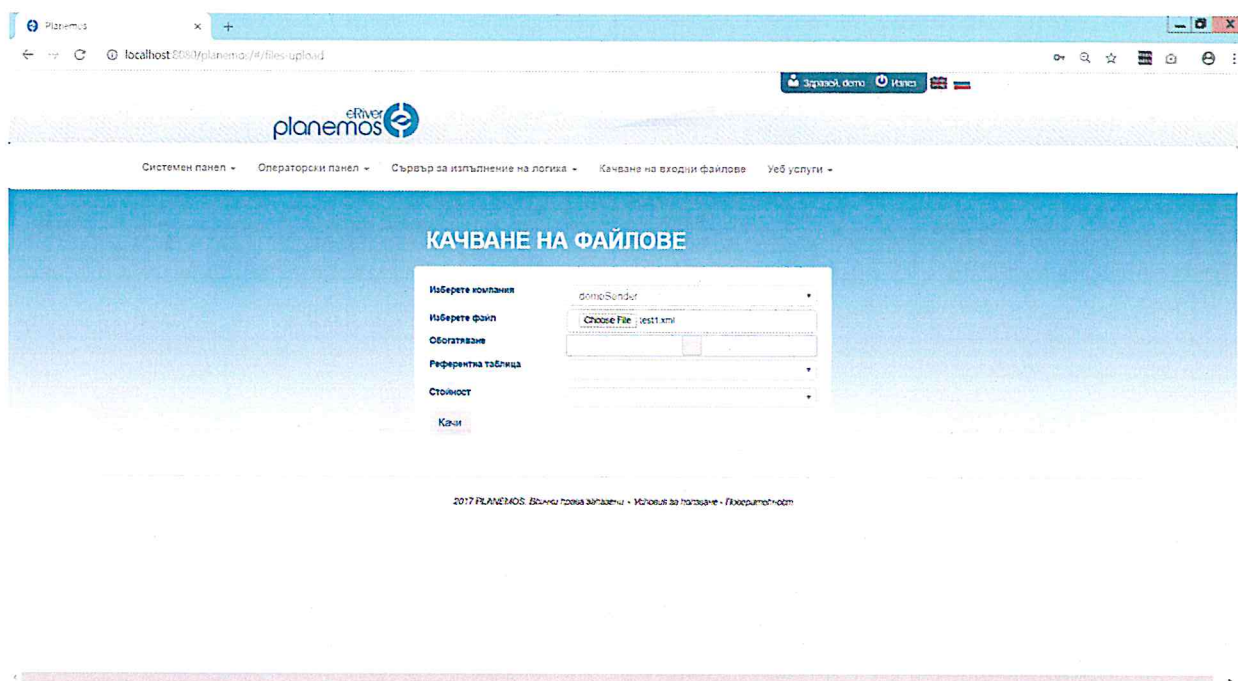 Planemos
localhost:8080/planemos/#/files-upload
Здравей, demo Изход
eRiver
planemos
Системен панел Операторски панел Сървър за изпълнение на логика Качване на входни файлове Уеб услуги
КАЧВАНЕ НА ФАЙЛОВЕ
Изберете компания demoSender
Изберете файл Choose File test1.xml
Обогатяване
Референтна таблица
Стойност
Качи
2017 PLANEMOS. Всички права запазени - Условия за ползване - Поверителност